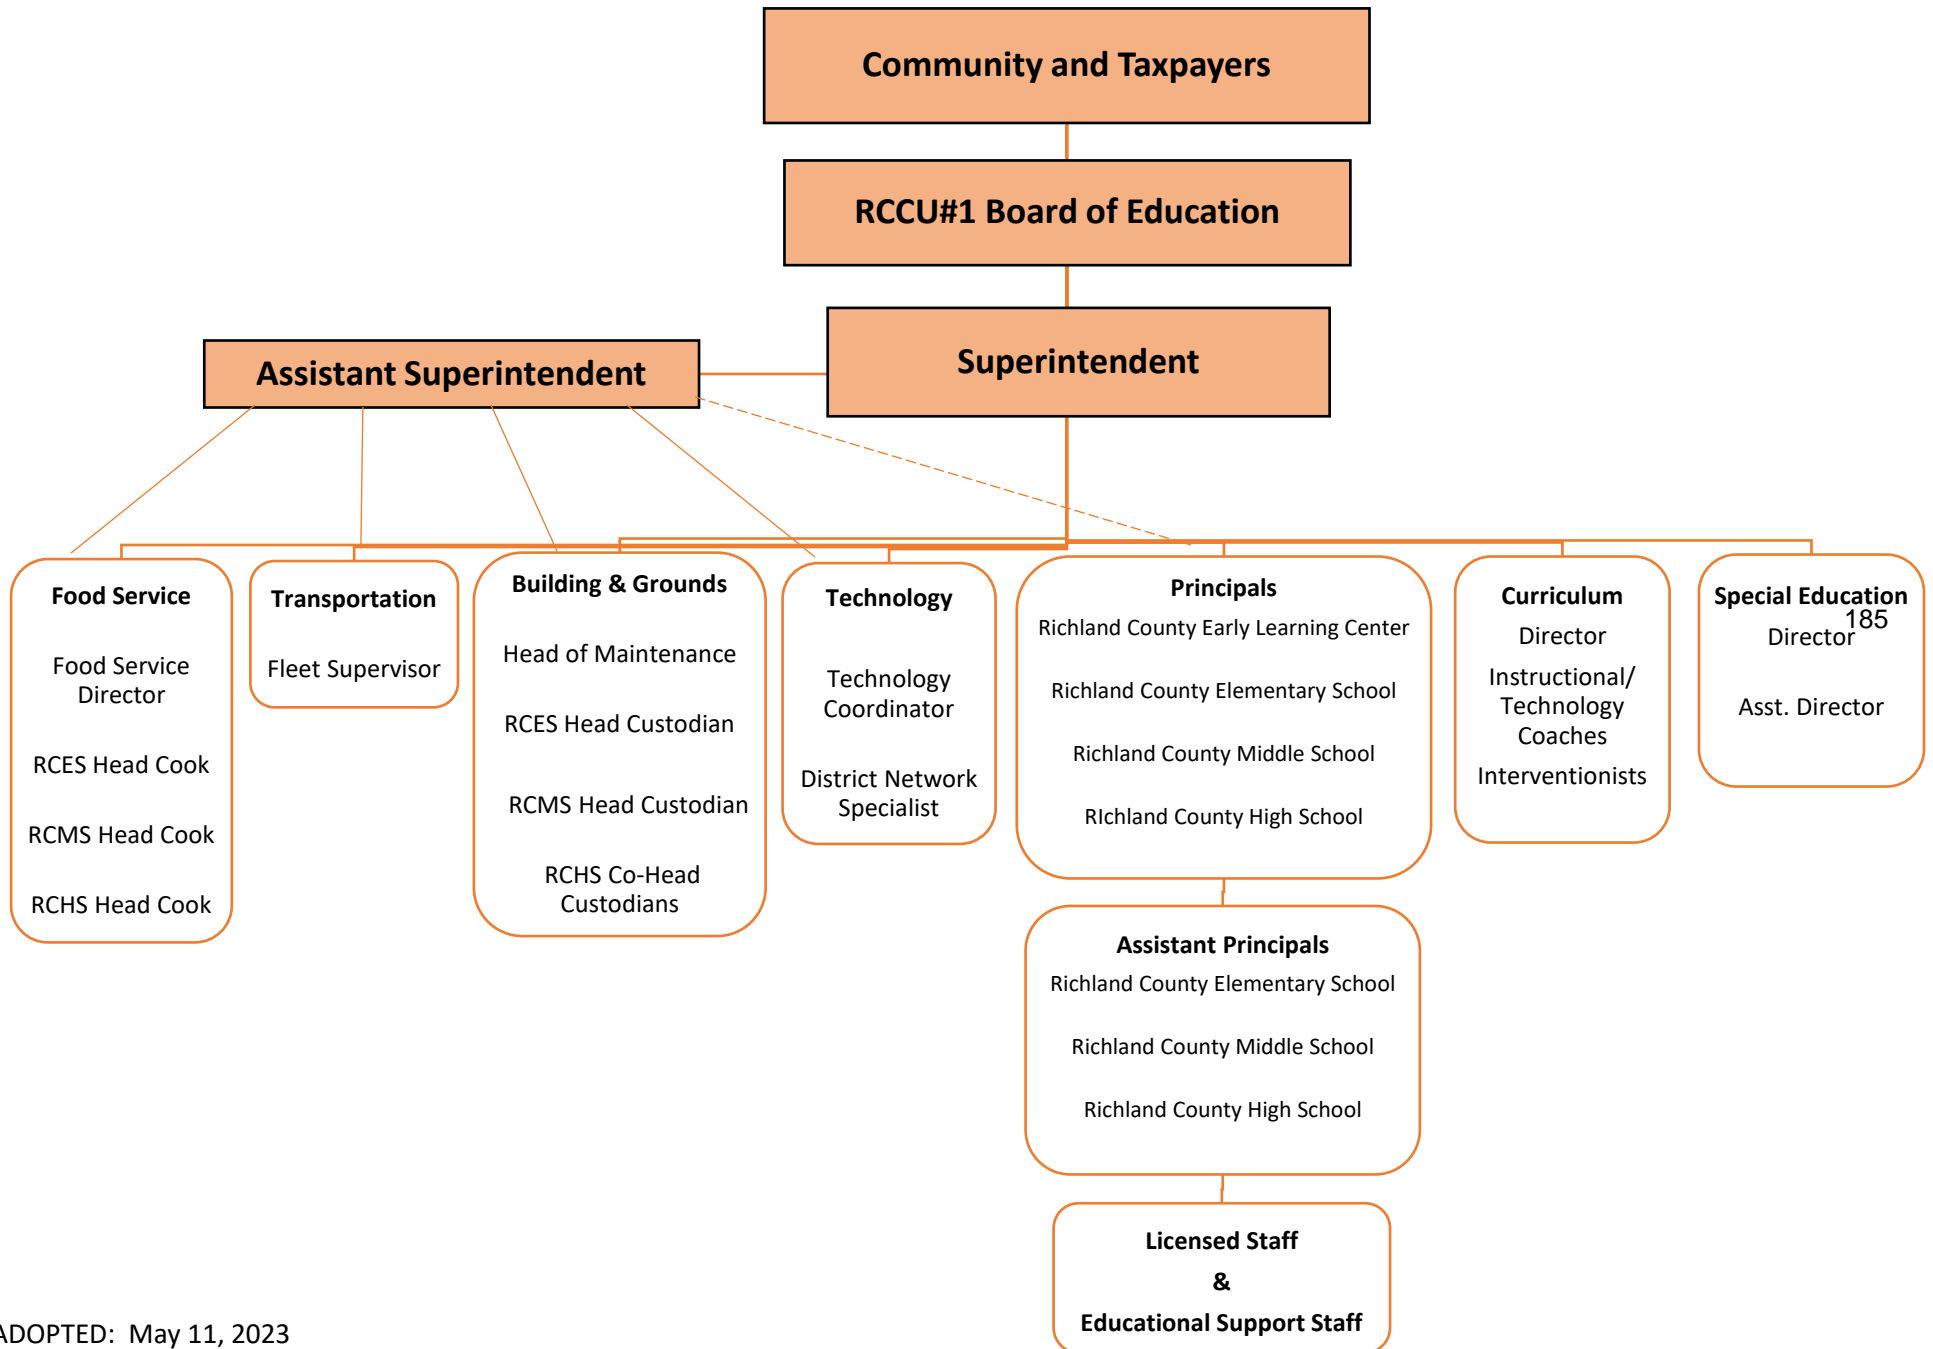 Community and Taxpayers
RCCU#1 Board of Education
Superintendent
Assistant Superintendent
Food Service
Food Service
Director
RCES Head Cook
RCMS Head Cook
RCHS Head Cook
Transportation
Fleet Supervisor
Building & Grounds
Head of Maintenance
RCES Head Custodian
RCMS Head Custodian
RCHS Co-Head
Custodians
Technology
Technology
Coordinator
District Network
Specialist
Principals
Richland County Early Learning Center
Richland County Elementary School
Richland County Middle School
RIchland County High School
Assistant Principals
Richland County Elementary School
Richland County Middle School
Richland County High School
Licensed Staff
&
Educational Support Staff
Curriculum
Director
Instructional/
Technology
Coaches
Interventionists
Special Education
185
Director
Asst. Director
ADOPTED: May 11, 2023